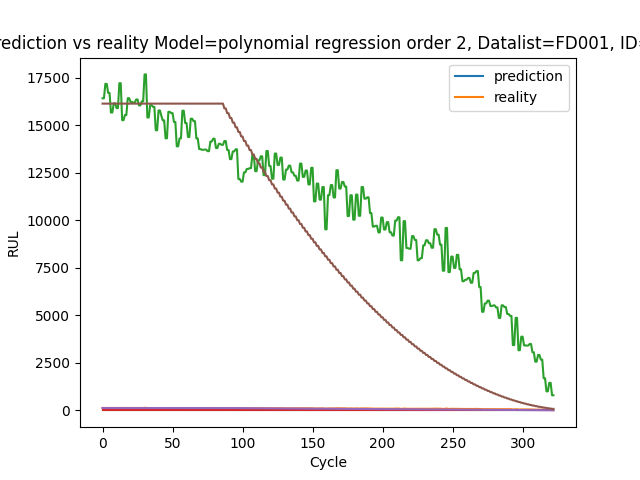 rediction vs reality Model=polynomial regression order 2, Datalist=FD001, ID=
17500
15000
12500
10000
7500
5000
2500
0
RUL
prediction
reality
0 50 100 150 200 250 300
Cycle